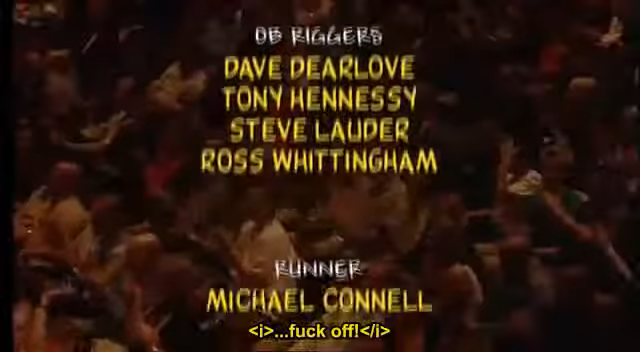 OB RIGGERS
DAVE DEARLOVE
TONY HENNESSY
STEVE LAUDER
ROSS WHITTINGHAM
RUNNER
MICHAEL CONNELL
<i>...fuck off!</i>